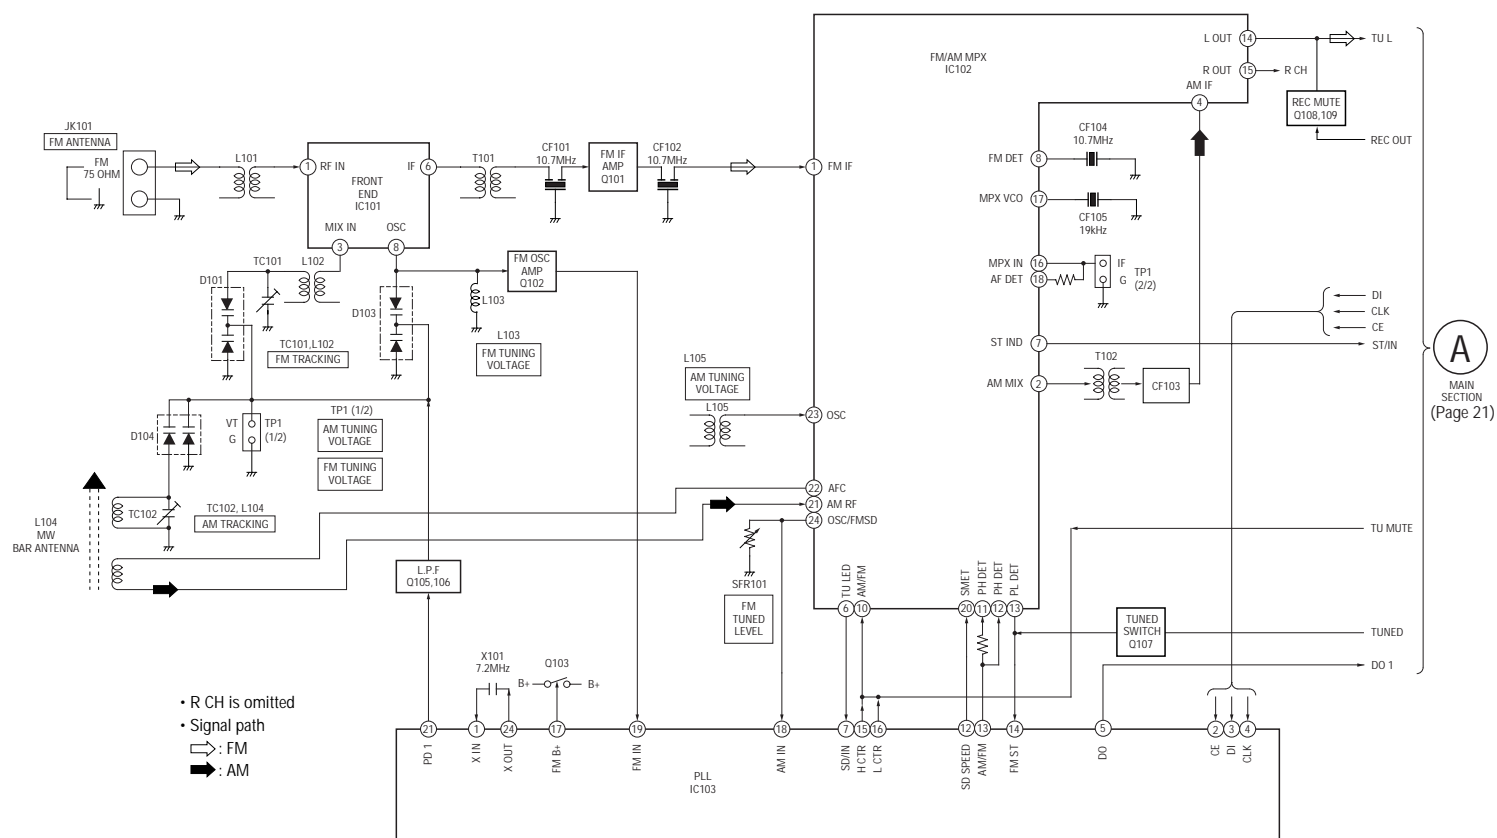 L OUT 14 TU L
FM/AM MPX
IC102
R OUT 15 R CH
AM IF
4
REC MUTE
Q108,109
REC OUT
JK101
FM ANTENNA
FM
75 OHM
L101
1 RF IN
IF 6
FRONT
END
IC101
MIX IN
3
OSC
8
T101
CF101
10.7MHz
FM IF
AMP
Q101
CF102
10.7MHz
1 FM IF
FM DET 8
CF104
10.7MHz
MPX VCO 17
CF105
19kHz
MPX IN 16
AF DET 18
IF
G
TP1
(2/2)
DI
CLK
CE
ST IND 7
ST/IN
AM MIX 2
T102
CF103
A
MAIN
SECTION
(Page 21)
D101
TC101
L102
TC101,L102
FM TRACKING
D103
FM OSC
AMP
Q102
L103
L103
FM TUNING
VOLTAGE
L105
AM TUNING
VOLTAGE
L105
23 OSC
D104
VT
G
TP1
(1/2)
TP1 (1/2)
AM TUNING
VOLTAGE
FM TUNING
VOLTAGE
L104
MW
BAR ANTENNA
TC102
TC102, L104
AM TRACKING
22 AFC
21 AM RF
24 OSC/FMSD
TU MUTE
L.P.F
Q105,106
SFR101
FM
TUNED
LEVEL
TU LED
AM/FM
SMET
PH DET
PH DET
PL DET
6 10 20 11 12 13
TUNED
SWITCH
Q107
TUNED
DO 1
X101
7.2MHz
Q103
B+ B+
• R CH is omitted
• Signal path
: FM
: AM
21 1 24 17 19 18 7 15 16 12 13 14 5 2 3 4
PD 1
X IN
X OUT
FM B+
FM IN
AM IN
SD/IN
H CTR
L CTR
SD SPEED
AM/FM
FM ST
DO
CE
DI
CLK
PLL
IC103